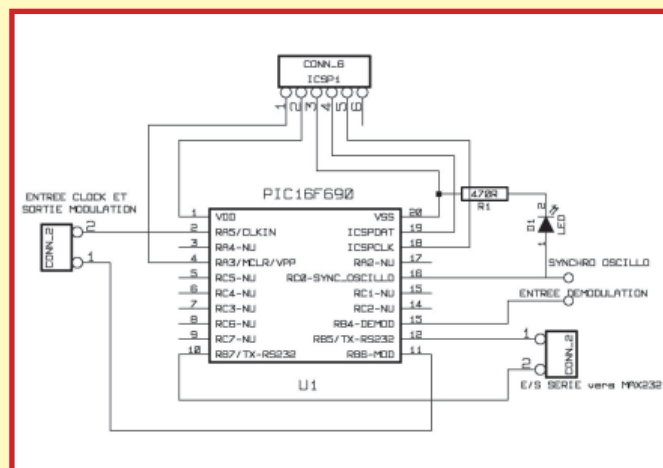 CONN_6
ICSP1
1 2 3 4 5 6
PIC16F690
470R
R1
2
D1
LED
1
ENTREE CLOCK ET
SORTIE MODULATION
CONN_2
2
1
1 VDD VSS 20
2 RA5/CLKIN ICSPDAT 19
3 RA4-NU ICSPCLK 18
4 RA3/MCLR/VPP RA2-NU 17
5 RC5-NU RC0-SYNC_OSCILLO 16
6 RC4-NU RC1-NU 15
7 RC3-NU RC2-NU 14
8 RC6-NU RB4-DEMOD 13
9 RC7-NU RB5/TX-RS232 12
10 RB7/TX-RS232 RB6-MOD 11
U1
SYNCHRO OSCILLO
ENTREE DEMODULATION
1
2
CONN_2
E/S SERIE vers MAX232